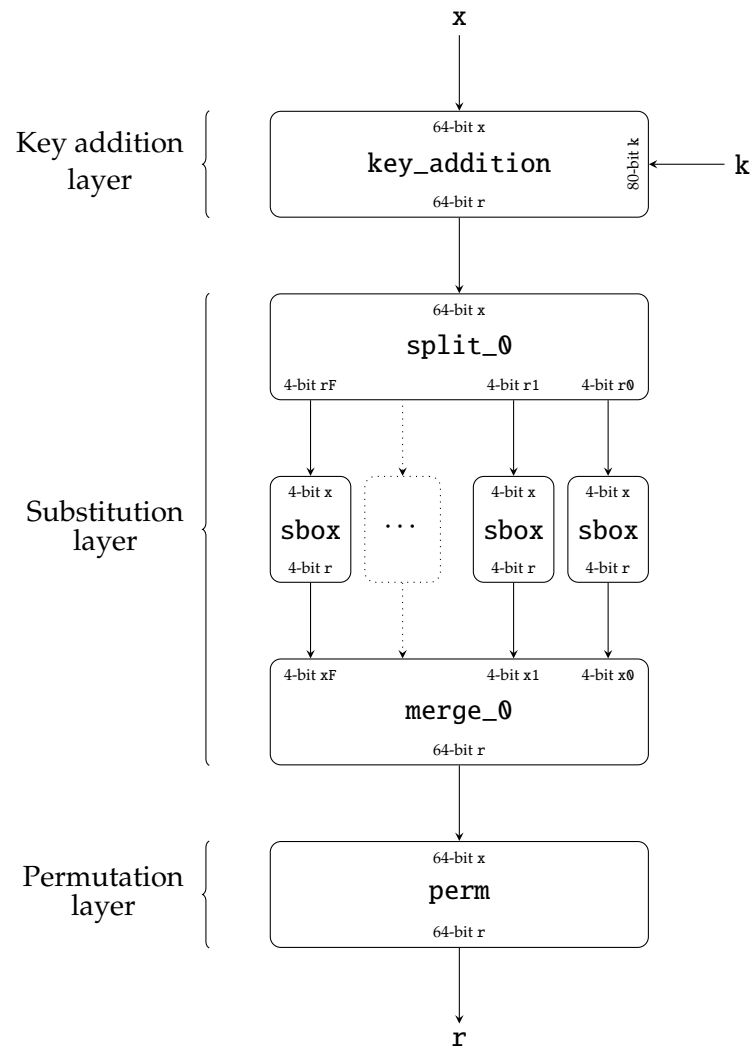 x
Key addition
layer
64-bit x
key_addition
64-bit r
80-bit k
k
64-bit x
split_0
4-bit rF 4-bit r1 4-bit r0
Substitution
layer
4-bit x 4-bit x 4-bit x
sbox ... sbox sbox
4-bit r 4-bit r 4-bit r
4-bit xF 4-bit x1 4-bit x0
merge_0
64-bit r
Permutation
layer
64-bit x
perm
64-bit r
r